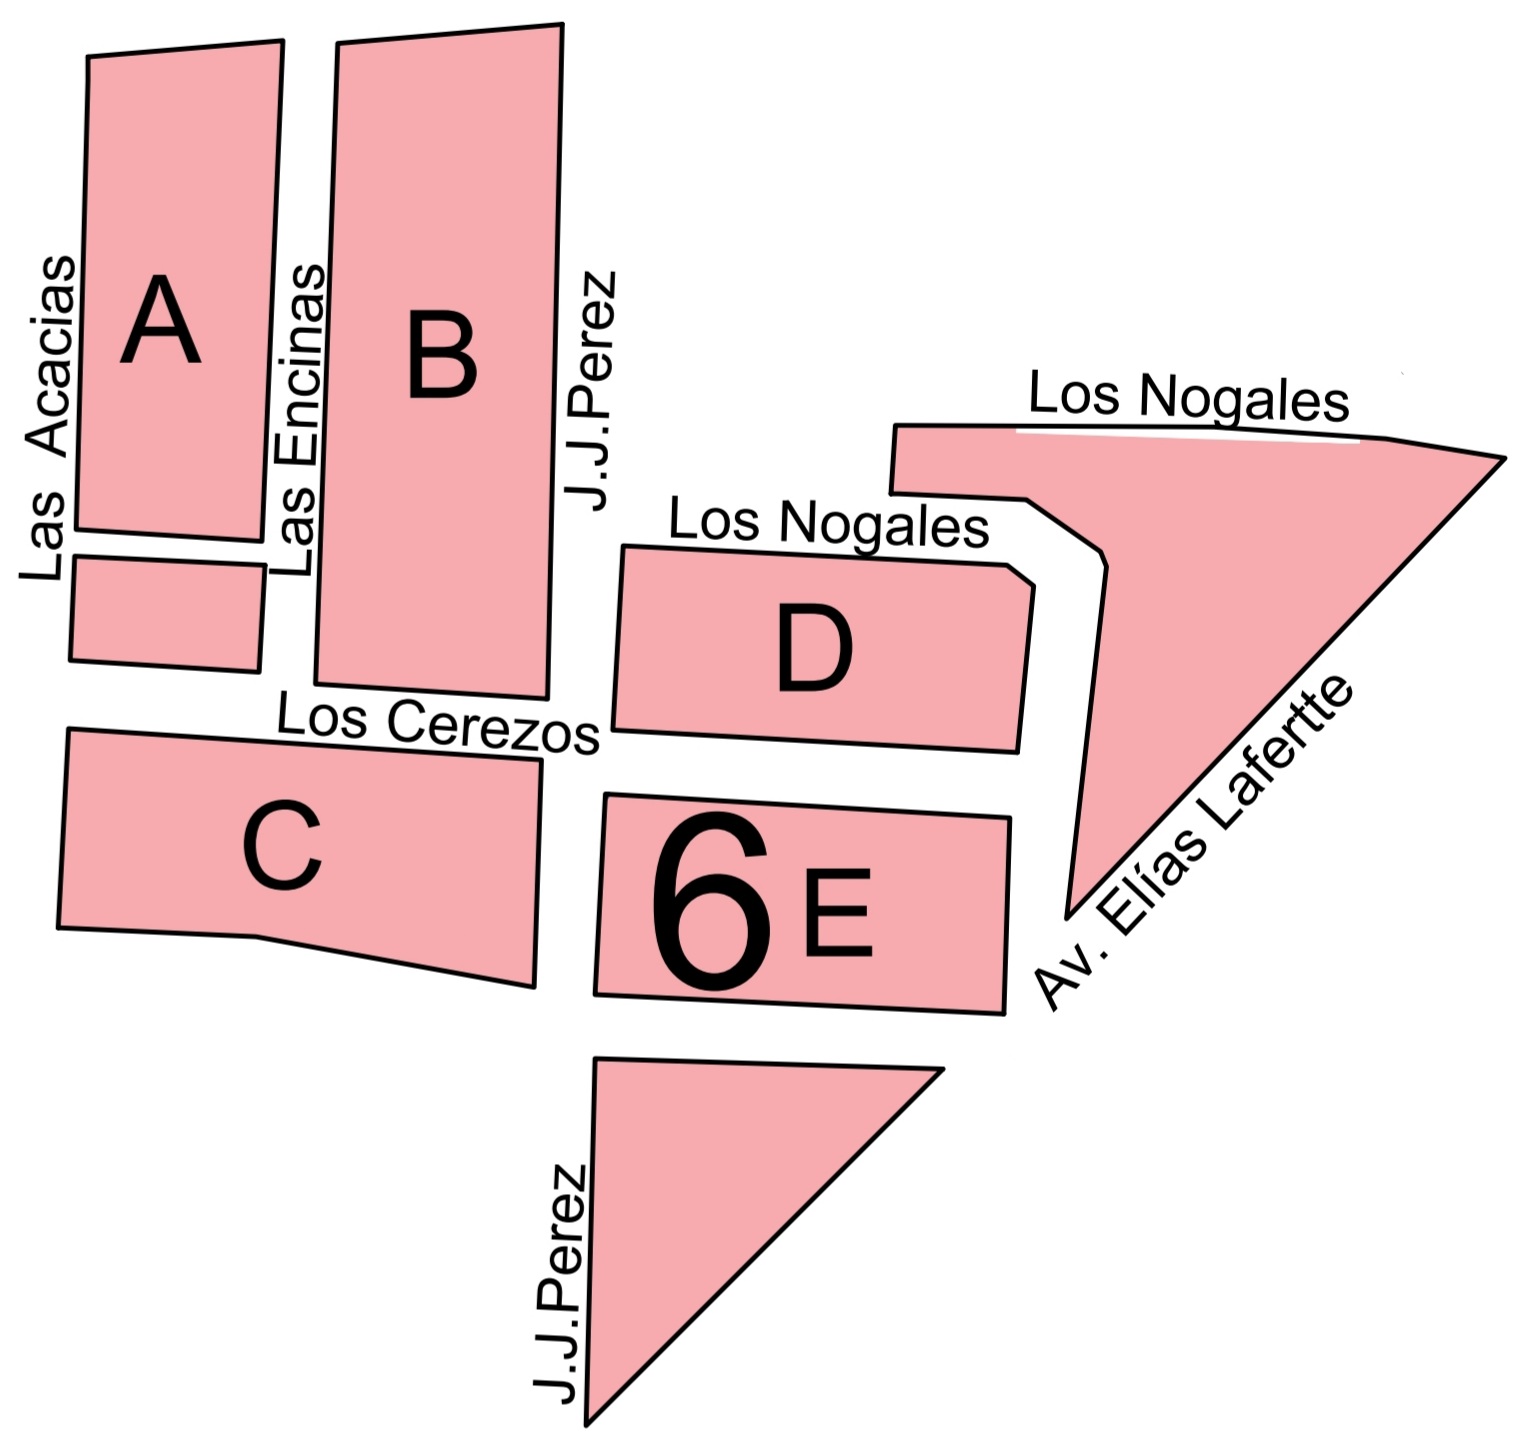 Las Acacias
A
Las Encinas
B
J.J.Perez
Los Nogales
Los Nogales
D
Los Cerezos
C
6 E
Av. Elías Lafertte
J.J.Perez